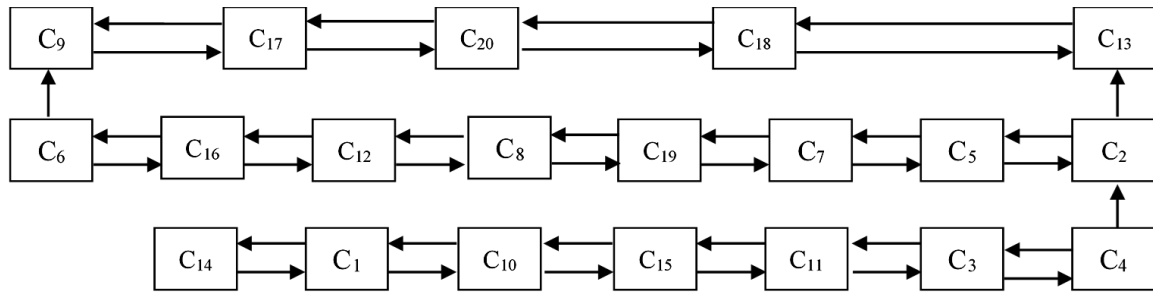 C₉ C₁₇ C₂₀ C₁₈ C₁₃
C₆ C₁₆ C₁₂ C₈ C₁₉ C₇ C₅ C₂
C₁₄ C₁ C₁₀ C₁₅ C₁₁ C₃ C₄